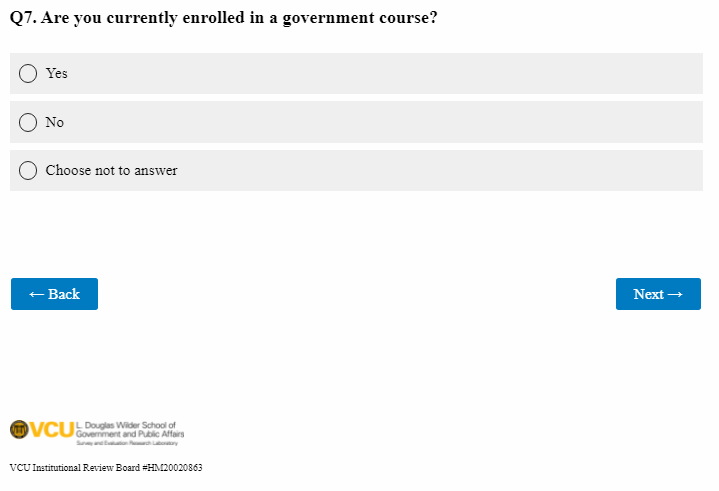 Q7. Are you currently enrolled in a government course?
Yes
No
Choose not to answer
← Back
Next →
VCU
L. Douglas Wilder School of
Government and Public Affairs
Survey and Evaluation Research Laboratory
VCU Institutional Review Board #HM20020863